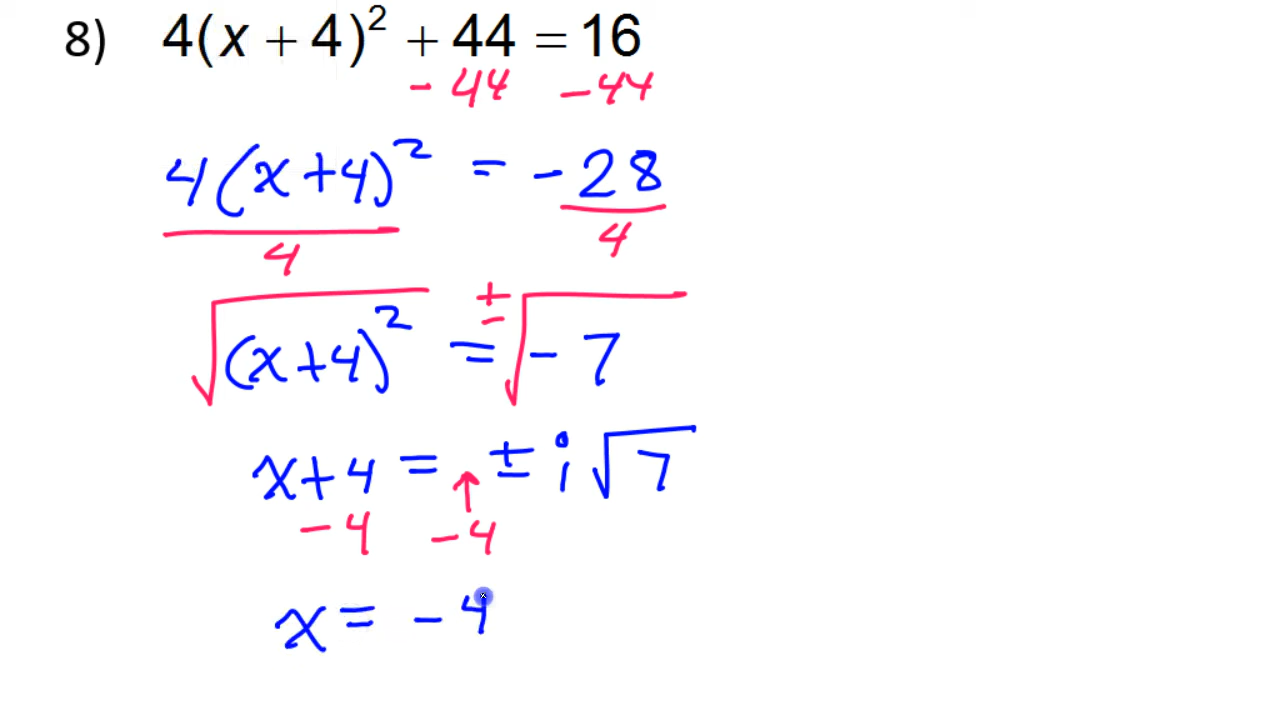 8) 4(x + 4)² + 44 = 16
- 44 - 44
4(x+4)² = - 28
4 4
√(x+4)² = ±√- 7
x+4 = ± i√7
- 4 ↑ - 4
x = - 4